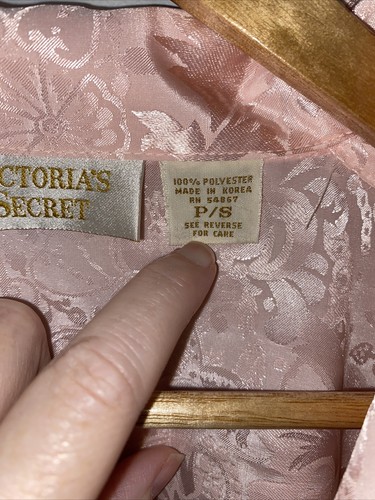 CTORIA'S
SECRET
100% POLYESTER
MADE IN KOREA
RN 54867
P/S
SEE REVERSE
FOR CARE